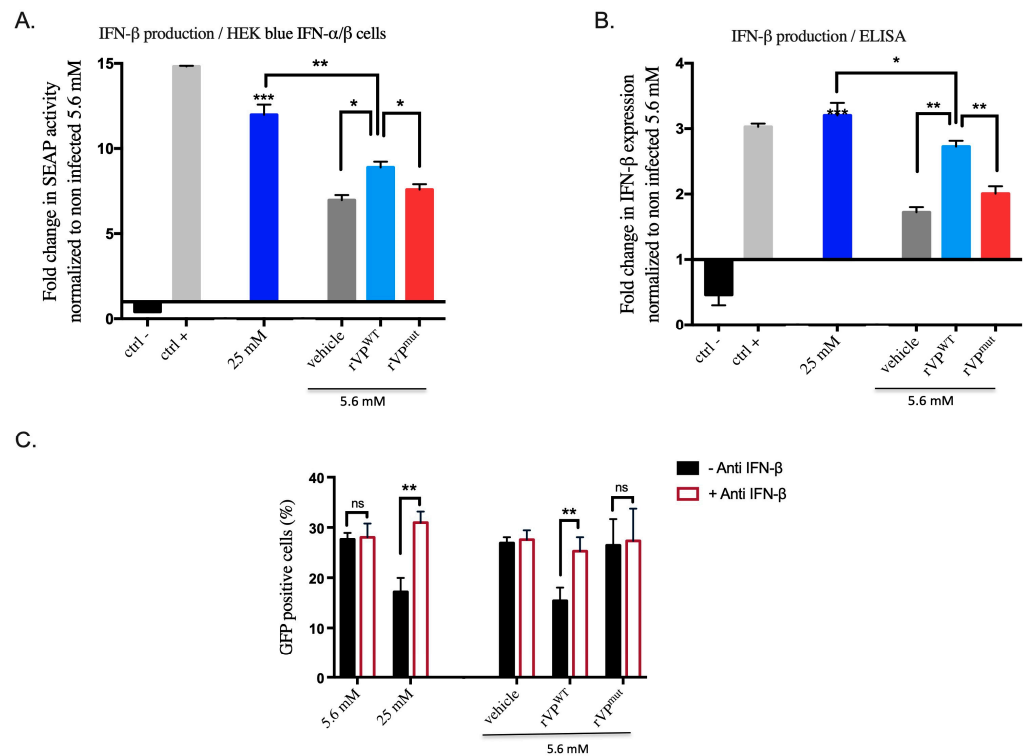 A.
IFN-β production / HEK blue IFN-α/β cells
Fold change in SEAP activity
normalized to non infected 5.6 mM
15
10
5
0
***
**
*
*
ctrl -
ctrl +
25 mM
vehicle
rVP^WT
rVP^mut
5.6 mM
B.
IFN-β production / ELISA
Fold change in IFN-β expression
normalized to non infected 5.6 mM
4
3
2
1
0
***
*
**
**
ctrl -
ctrl +
25 mM
vehicle
rVP^WT
rVP^mut
5.6 mM
C.
GFP positive cells (%)
40
30
20
10
0
ns
**
**
ns
5.6 mM
25 mM
vehicle
rVP^WT
rVP^mut
5.6 mM
- Anti IFN-β
+ Anti IFN-β